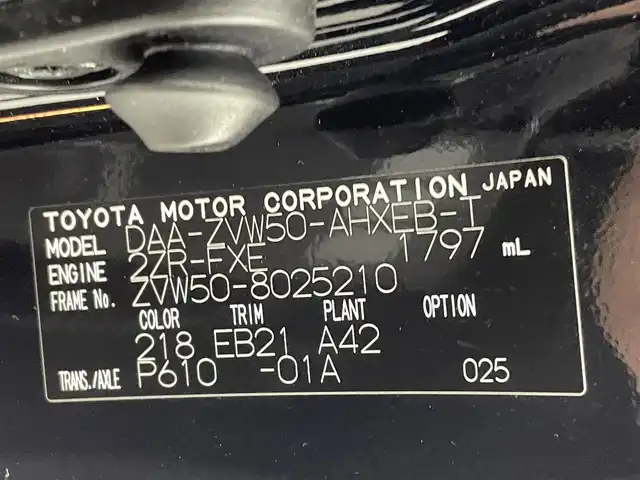 TOYOTA MOTOR CORPORATION JAPAN
MODEL DAA-ZVW50-AHXEB-T
ENGINE 2ZR-FXE 1797 mL
FRAME No. ZVW50-8025210
COLOR TRIM PLANT OPTION
218 EB21 A42
TRANS./AXLE P610 -01A 025